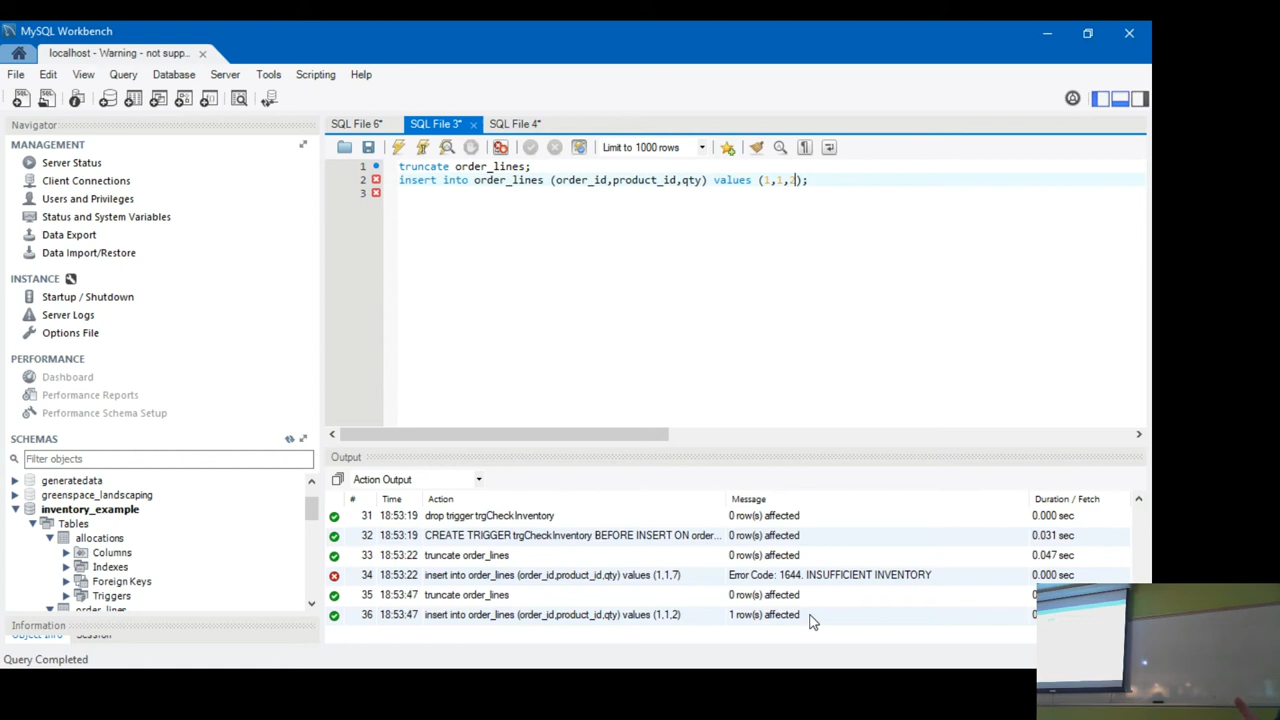 MySQL Workbench
localhost - Warning - not supp...
File Edit View Query Database Server Tools Scripting Help
Navigator
MANAGEMENT
Server Status
Client Connections
Users and Privileges
Status and System Variables
Data Export
Data Import/Restore
INSTANCE
Startup / Shutdown
Server Logs
Options File
PERFORMANCE
Dashboard
Performance Reports
Performance Schema Setup
SCHEMAS
Filter objects
generatedata
greenspace_landscaping
inventory_example
Tables
allocations
Columns
Indexes
Foreign Keys
Triggers
order_lines
Information
Object Info Session
Query Completed
SQL File 6* SQL File 3* SQL File 4*
Limit to 1000 rows
1 truncate order_lines;
2 insert into order_lines (order_id,product_id,qty) values (1,1,2);
3
Output
Action Output
# Time Action Message Duration / Fetch
31 18:53:19 drop trigger trgCheckInventory 0 row(s) affected 0.000 sec
32 18:53:19 CREATE TRIGGER trgCheckInventory BEFORE INSERT ON order... 0 row(s) affected 0.031 sec
33 18:53:22 truncate order_lines 0 row(s) affected 0.047 sec
34 18:53:22 insert into order_lines (order_id,product_id,qty) values (1,1,7) Error Code: 1644. INSUFFICIENT INVENTORY 0.000 sec
35 18:53:47 truncate order_lines 0 row(s) affected
36 18:53:47 insert into order_lines (order_id,product_id,qty) values (1,1,2) 1 row(s) affected